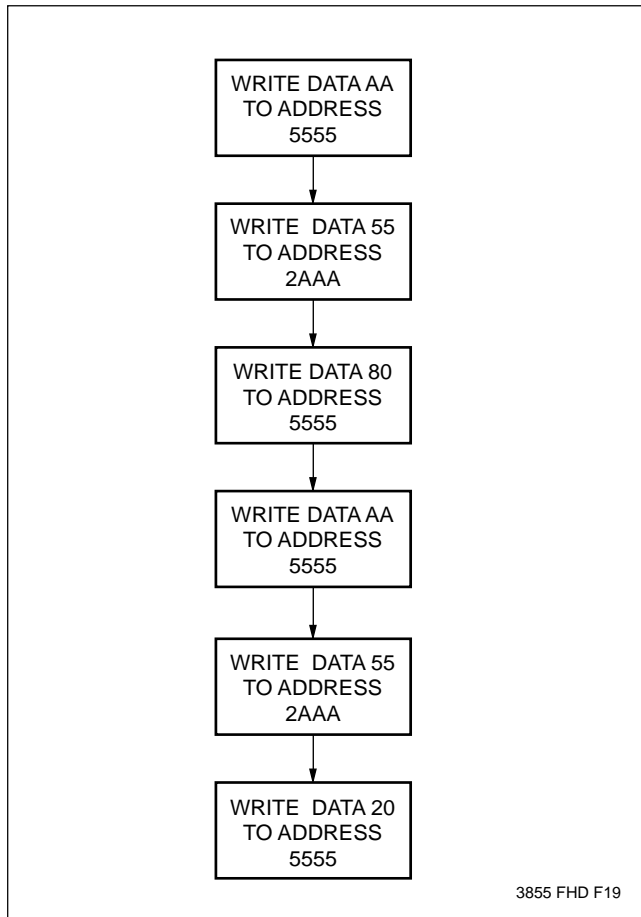 WRITE DATA AA
TO ADDRESS
5555
WRITE DATA 55
TO ADDRESS
2AAA
WRITE DATA 80
TO ADDRESS
5555
WRITE DATA AA
TO ADDRESS
5555
WRITE DATA 55
TO ADDRESS
2AAA
WRITE DATA 20
TO ADDRESS
5555
3855 FHD F19